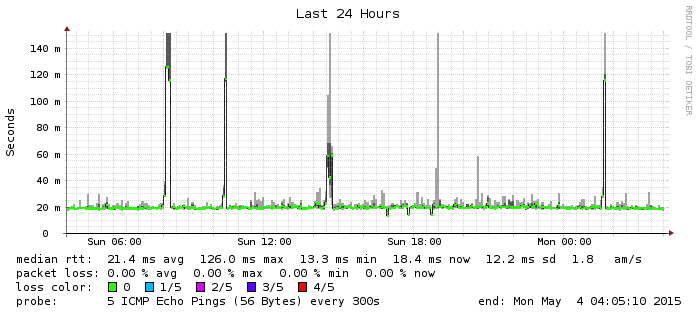 Last 24 Hours
RRDTOOL / TOBI OETIKER
Seconds
140 m
120 m
100 m
80 m
60 m
40 m
20 m
0
Sun 06:00 Sun 12:00 Sun 18:00 Mon 00:00
median rtt: 21.4 ms avg 126.0 ms max 13.3 ms min 18.4 ms now 12.2 ms sd 1.8 am/s
packet loss: 0.00 % avg 0.00 % max 0.00 % min 0.00 % now
loss color: 0 1/5 2/5 3/5 4/5
probe: 5 ICMP Echo Pings (56 Bytes) every 300s end: Mon May 4 04:05:10 2015